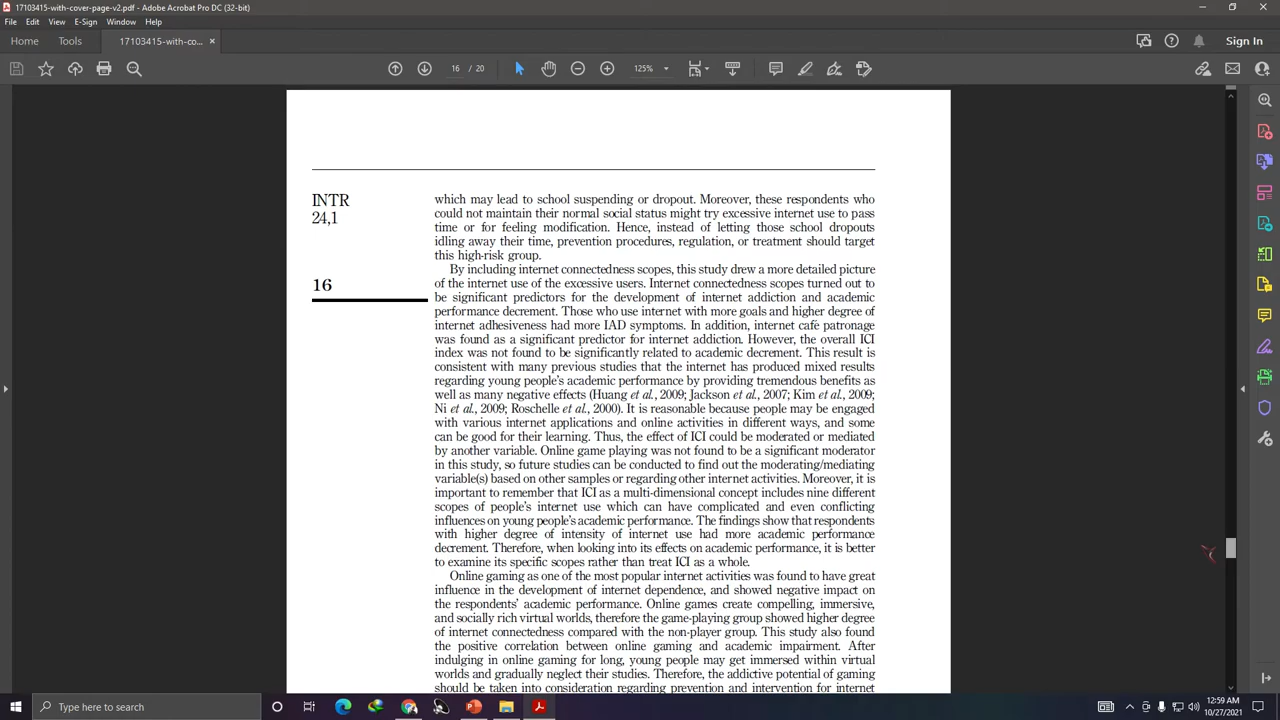 17103415-with-cover-page-v2.pdf - Adobe Acrobat Pro DC (32-bit)
File Edit View E-Sign Window Help
Home Tools 17103415-with-co... × Sign In
16 / 20 125%
INTR
24,1
16
which may lead to school suspending or dropout. Moreover, these respondents who
could not maintain their normal social status might try excessive internet use to pass
time or for feeling modification. Hence, instead of letting those school dropouts
idling away their time, prevention procedures, regulation, or treatment should target
this high-risk group.
By including internet connectedness scopes, this study drew a more detailed picture
of the internet use of the excessive users. Internet connectedness scopes turned out to
be significant predictors for the development of internet addiction and academic
performance decrement. Those who use internet with more goals and higher degree of
internet adhesiveness had more IAD symptoms. In addition, internet café patronage
was found as a significant predictor for internet addiction. However, the overall ICI
index was not found to be significantly related to academic decrement. This result is
consistent with many previous studies that the internet has produced mixed results
regarding young people's academic performance by providing tremendous benefits as
well as many negative effects (Huang et al., 2009; Jackson et al., 2007; Kim et al., 2009;
Ni et al., 2009; Roschelle et al., 2000). It is reasonable because people may be engaged
with various internet applications and online activities in different ways, and some
can be good for their learning. Thus, the effect of ICI could be moderated or mediated
by another variable. Online game playing was not found to be a significant moderator
in this study, so future studies can be conducted to find out the moderating/mediating
variable(s) based on other samples or regarding other internet activities. Moreover, it is
important to remember that ICI as a multi-dimensional concept includes nine different
scopes of people's internet use which can have complicated and even conflicting
influences on young people's academic performance. The findings show that respondents
with higher degree of intensity of internet use had more academic performance
decrement. Therefore, when looking into its effects on academic performance, it is better
to examine its specific scopes rather than treat ICI as a whole.
Online gaming as one of the most popular internet activities was found to have great
influence in the development of internet dependence, and showed negative impact on
the respondents' academic performance. Online games create compelling, immersive,
and socially rich virtual worlds, therefore the game-playing group showed higher degree
of internet connectedness compared with the non-player group. This study also found
the positive correlation between online gaming and academic impairment. After
indulging in online gaming for long, young people may get immersed within virtual
worlds and gradually neglect their studies. Therefore, the addictive potential of gaming
should be taken into consideration regarding prevention and intervention for internet
Type here to search
12:59 AM
10/27/2021